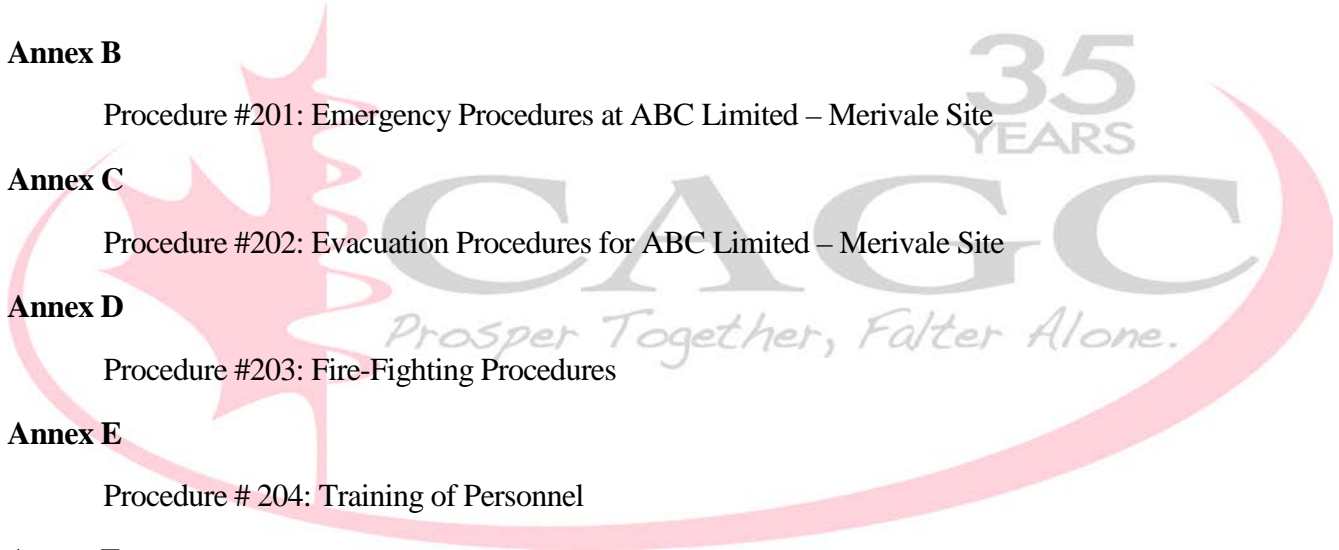 Annex B
35
YEARS
Procedure #201: Emergency Procedures at ABC Limited – Merivale Site
Annex C
CAGC
Procedure #202: Evacuation Procedures for ABC Limited – Merivale Site
Annex D
Prosper Together, Falter Alone.
Procedure #203: Fire-Fighting Procedures
Annex E
Procedure # 204: Training of Personnel